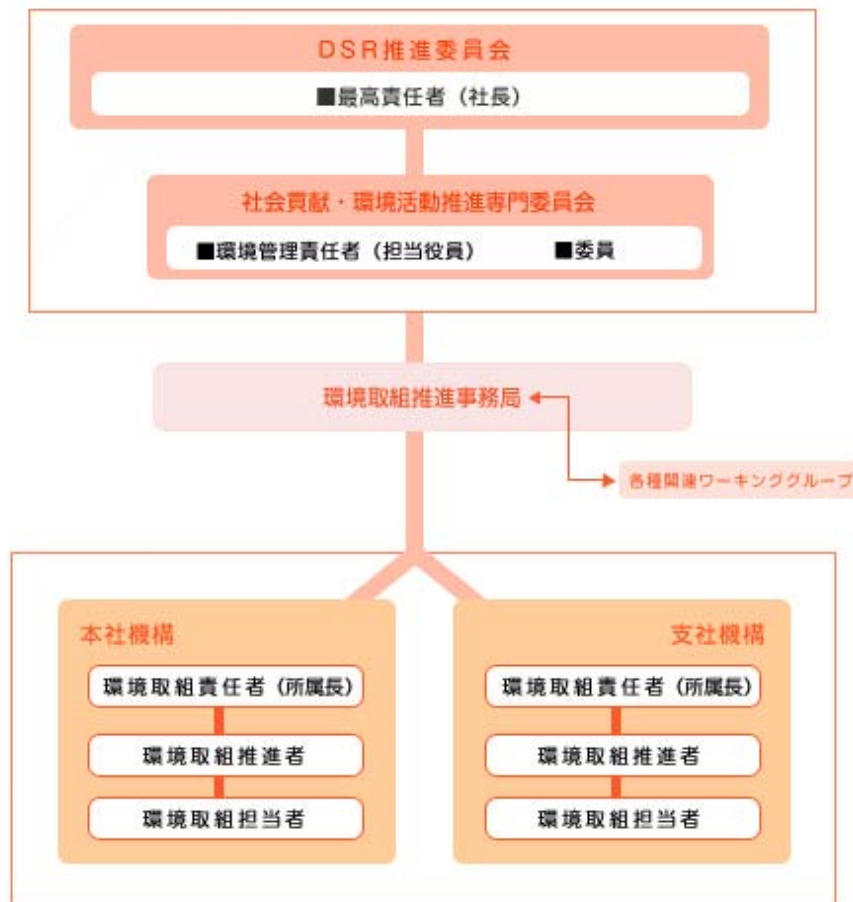 DSR推進委員会
■最高責任者（社長）
社会貢献・環境活動推進専門委員会
■環境管理責任者（担当役員） ■委員
環境取組推進事務局
各種関連ワーキンググループ
本社機構
環境取組責任者（所属長）
環境取組推進者
環境取組担当者
支社機構
環境取組責任者（所属長）
環境取組推進者
環境取組担当者